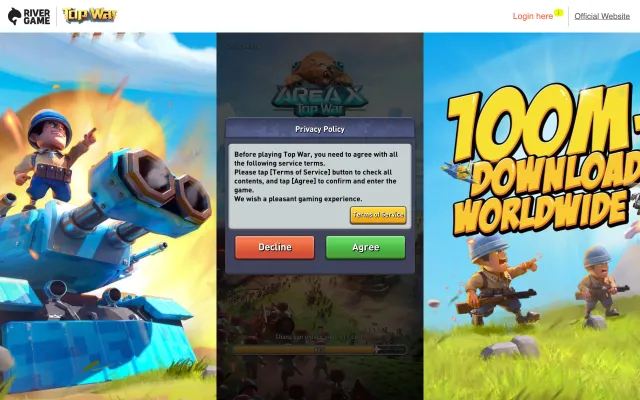 RIVER GAME
Top War
Login here
Official Website
AREA X
Top War
Privacy Policy
Before playing Top War, you need to agree with all
the following service terms.
Please tap [Terms of Service] button to check all
contents, and tap [Agree] to confirm and enter the
game.
We wish a pleasant gaming experience.
Terms of Service
Decline
Agree
100M+
DOWNLOAD
WORLDWIDE